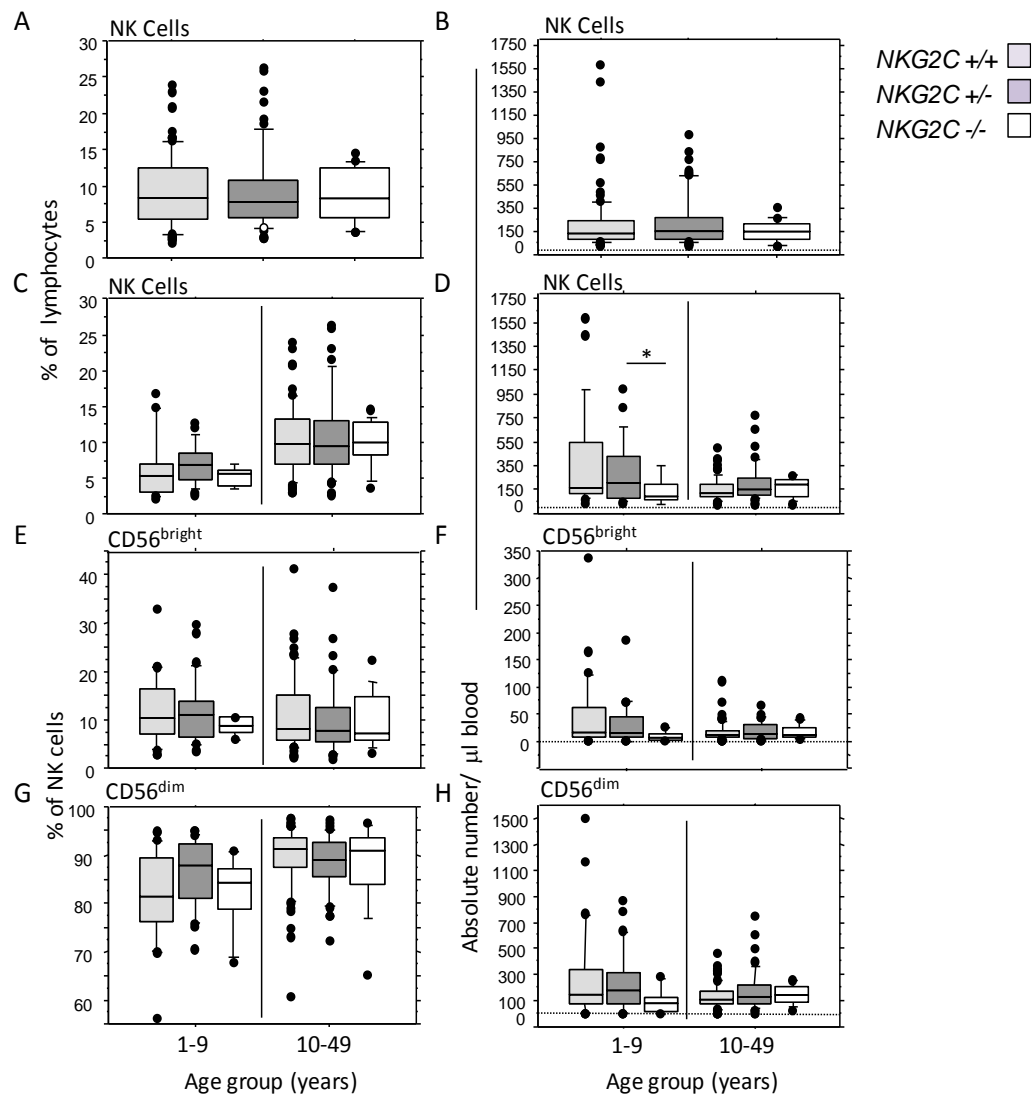 A
NK Cells
30
25
20
15
10
5
0
B
NK Cells
1750
1550
1350
1150
950
750
550
350
150
0
NKG2C +/+
NKG2C +/-
NKG2C -/-
% of lymphocytes
C
NK Cells
30
25
20
15
10
5
0
D
NK Cells
1750
1550
1350
1150
950
750
550
350
150
0
*
E
CD56bright
40
30
20
10
0
F
CD56bright
350
300
250
200
150
100
50
0
% of NK cells
Absolute number/ µl blood
G
CD56dim
100
90
80
70
60
1-9
10-49
Age group (years)
H
CD56dim
1500
1300
1100
900
700
500
300
100
0
1-9
10-49
Age group (years)